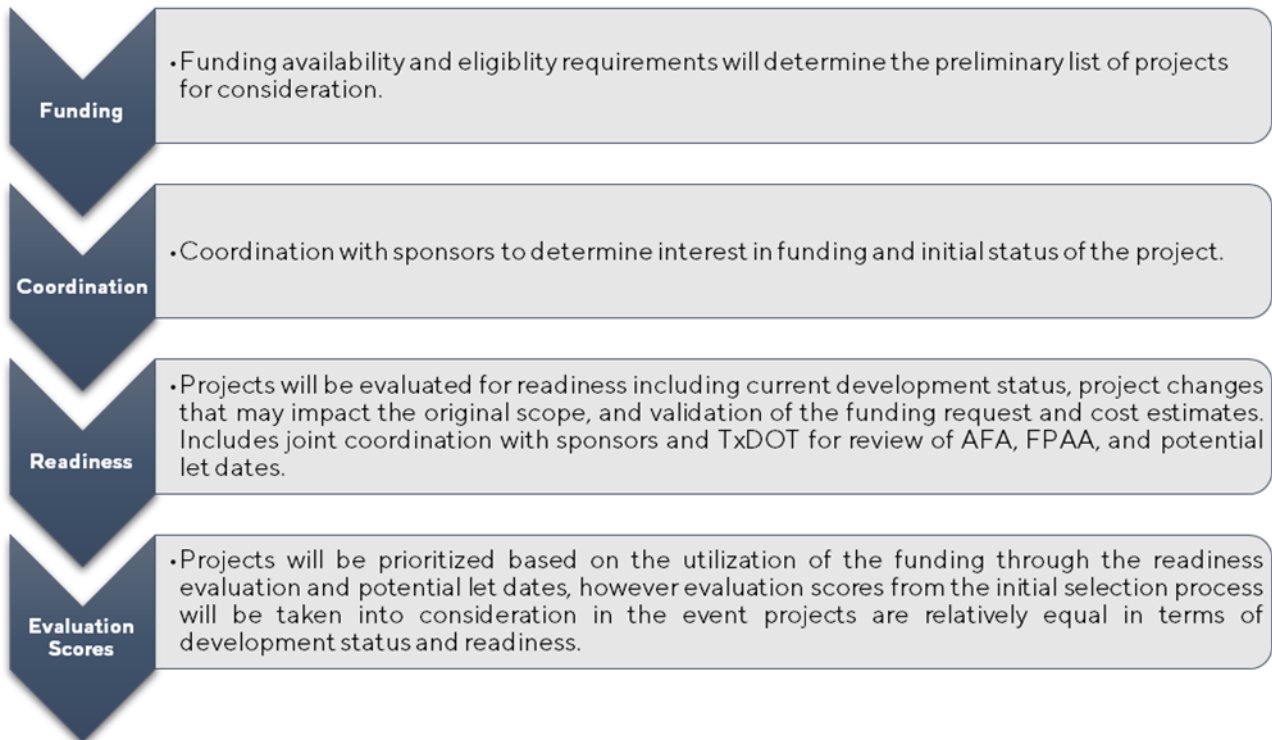 Funding
•Funding availability and eligiblity requirements will determine the preliminary list of projects
for consideration.
Coordination
•Coordination with sponsors to determine interest in funding and initial status of the project.
Readiness
•Projects will be evaluated for readiness including current development status, project changes
that may impact the original scope, and validation of the funding request and cost estimates.
Includes joint coordination with sponsors and TxDOT for review of AFA, FPAA, and potential
let dates.
Evaluation
Scores
•Projects will be prioritized based on the utilization of the funding through the readiness
evaluation and potential let dates, however evaluation scores from the initial selection process
will be taken into consideration in the event projects are relatively equal in terms of
development status and readiness.